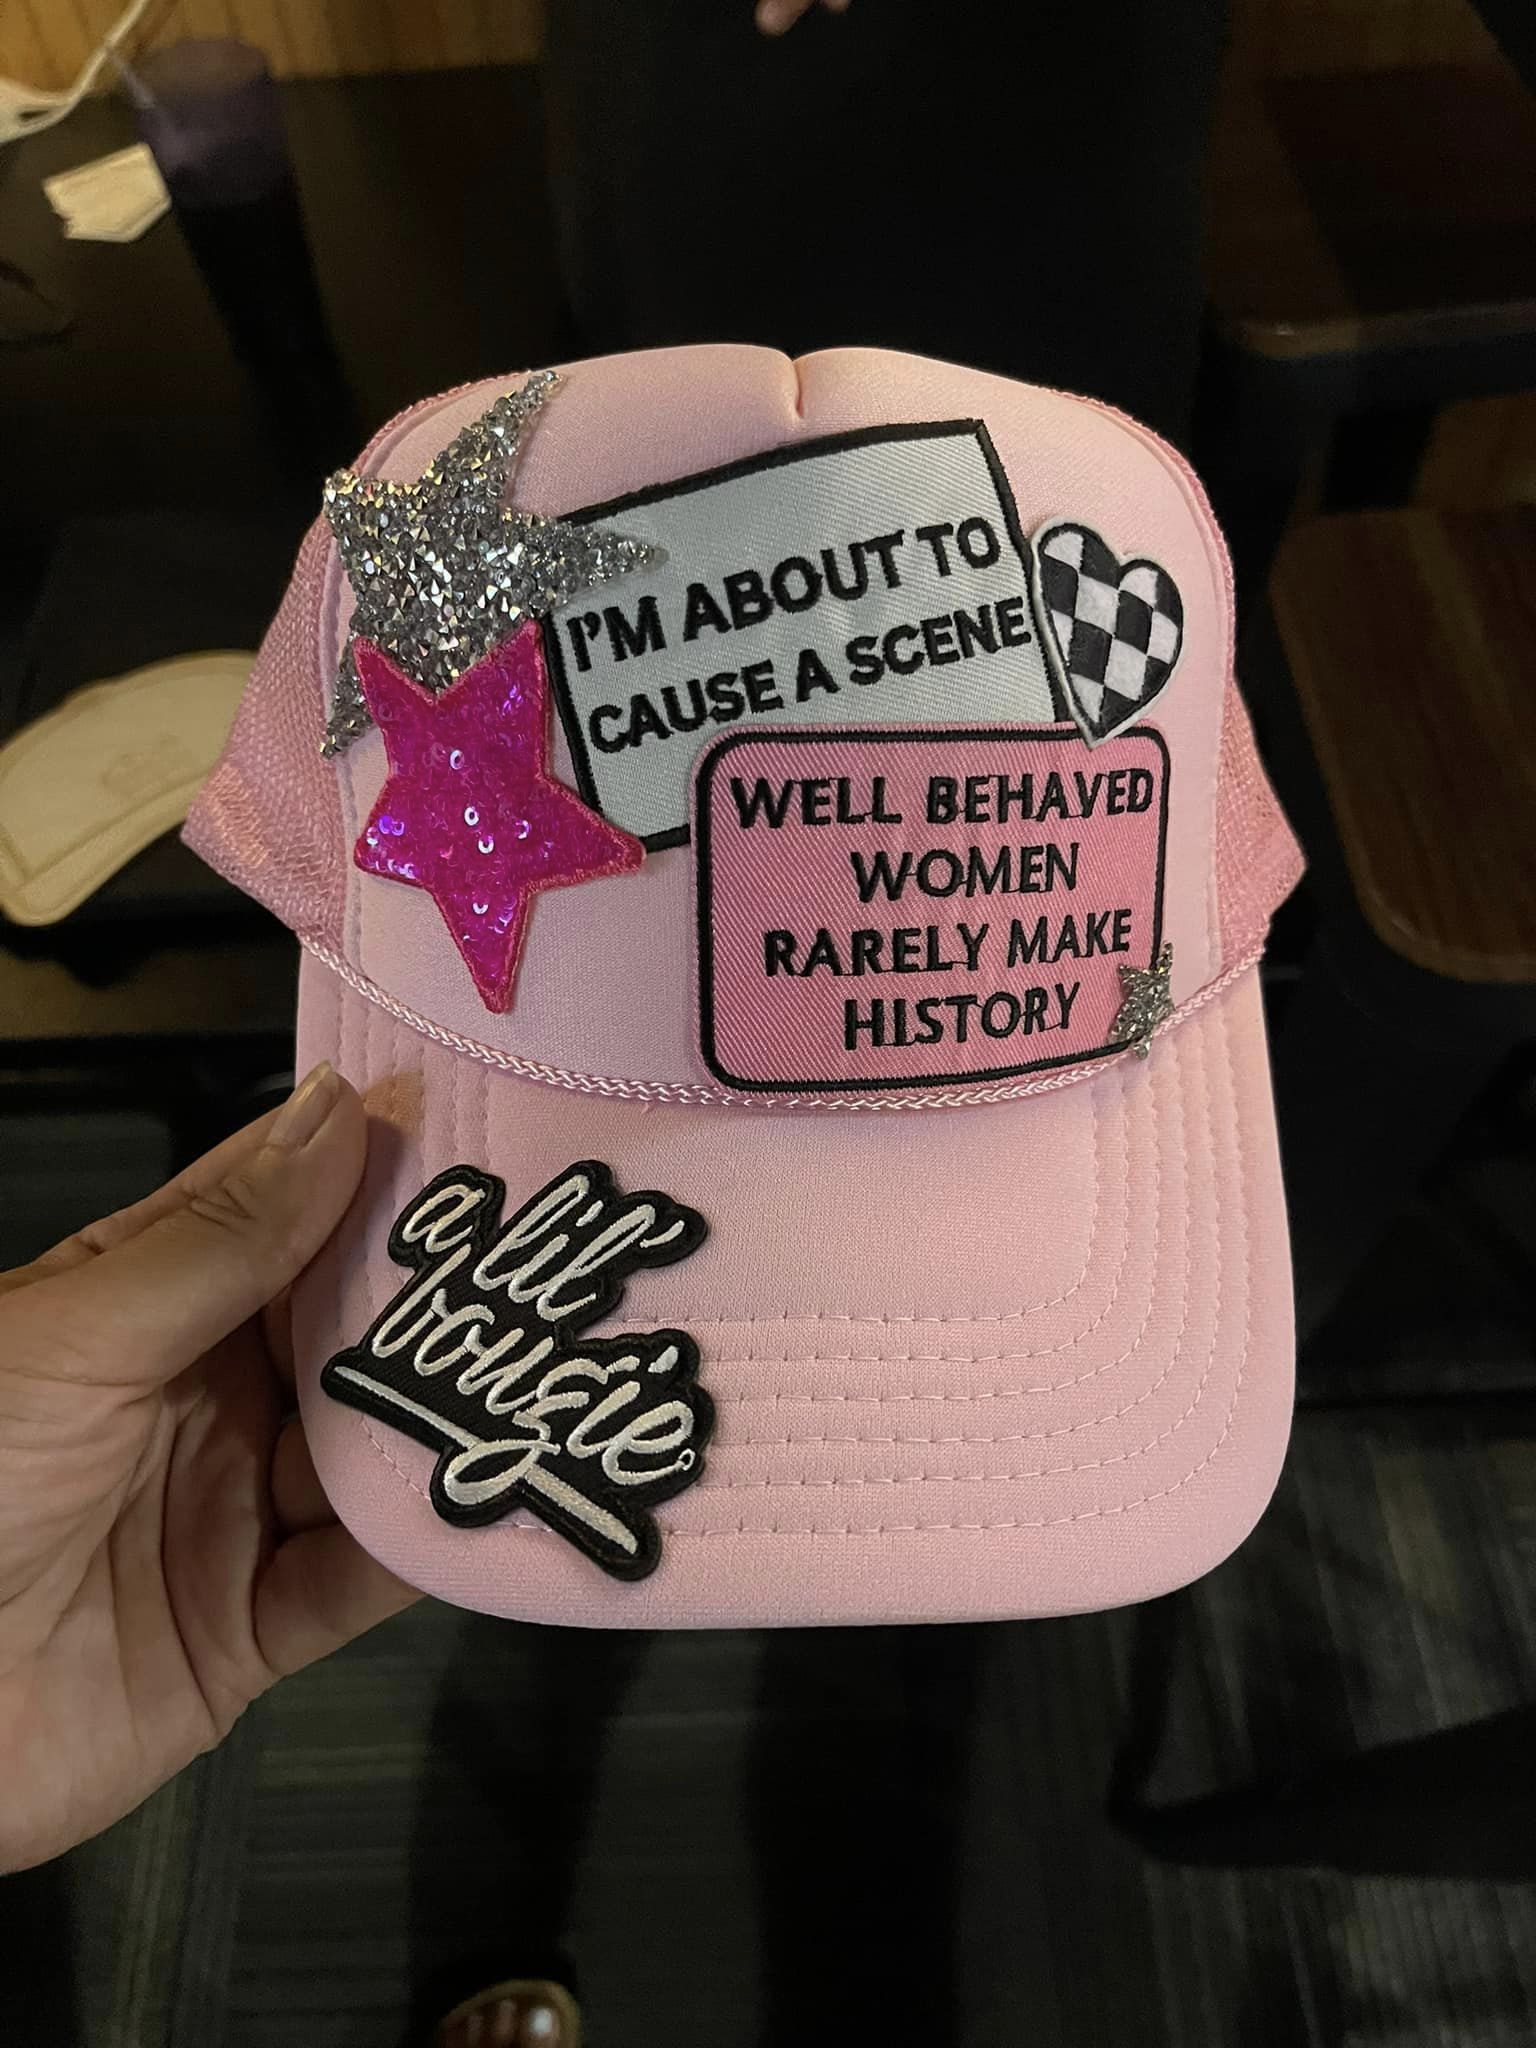 I'M ABOUT TO
CAUSE A SCENE
WELL BEHAVED
WOMEN
RARELY MAKE
HISTORY
a lil'
bougie